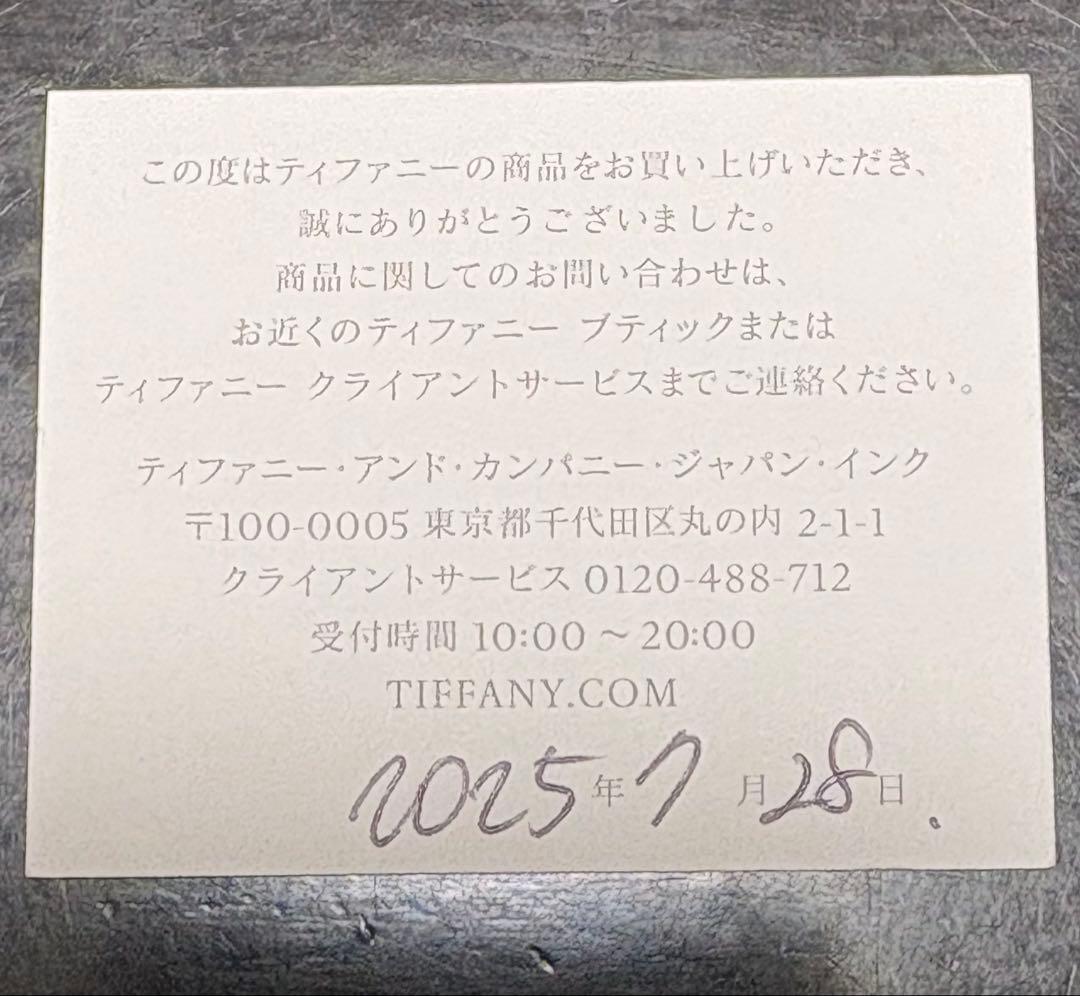 この度はティファニーの商品をお買い上げいただき、
誠にありがとうございました。
商品に関してのお問い合わせは、
お近くのティファニー ブティックまたは
ティファニー クライアントサービスまでご連絡ください。
ティファニー・アンド・カンパニー・ジャパン・インク
〒100-0005 東京都千代田区丸の内 2-1-1
クライアントサービス 0120-488-712
受付時間 10:00 〜 20:00
TIFFANY.COM
2025年7月28日.